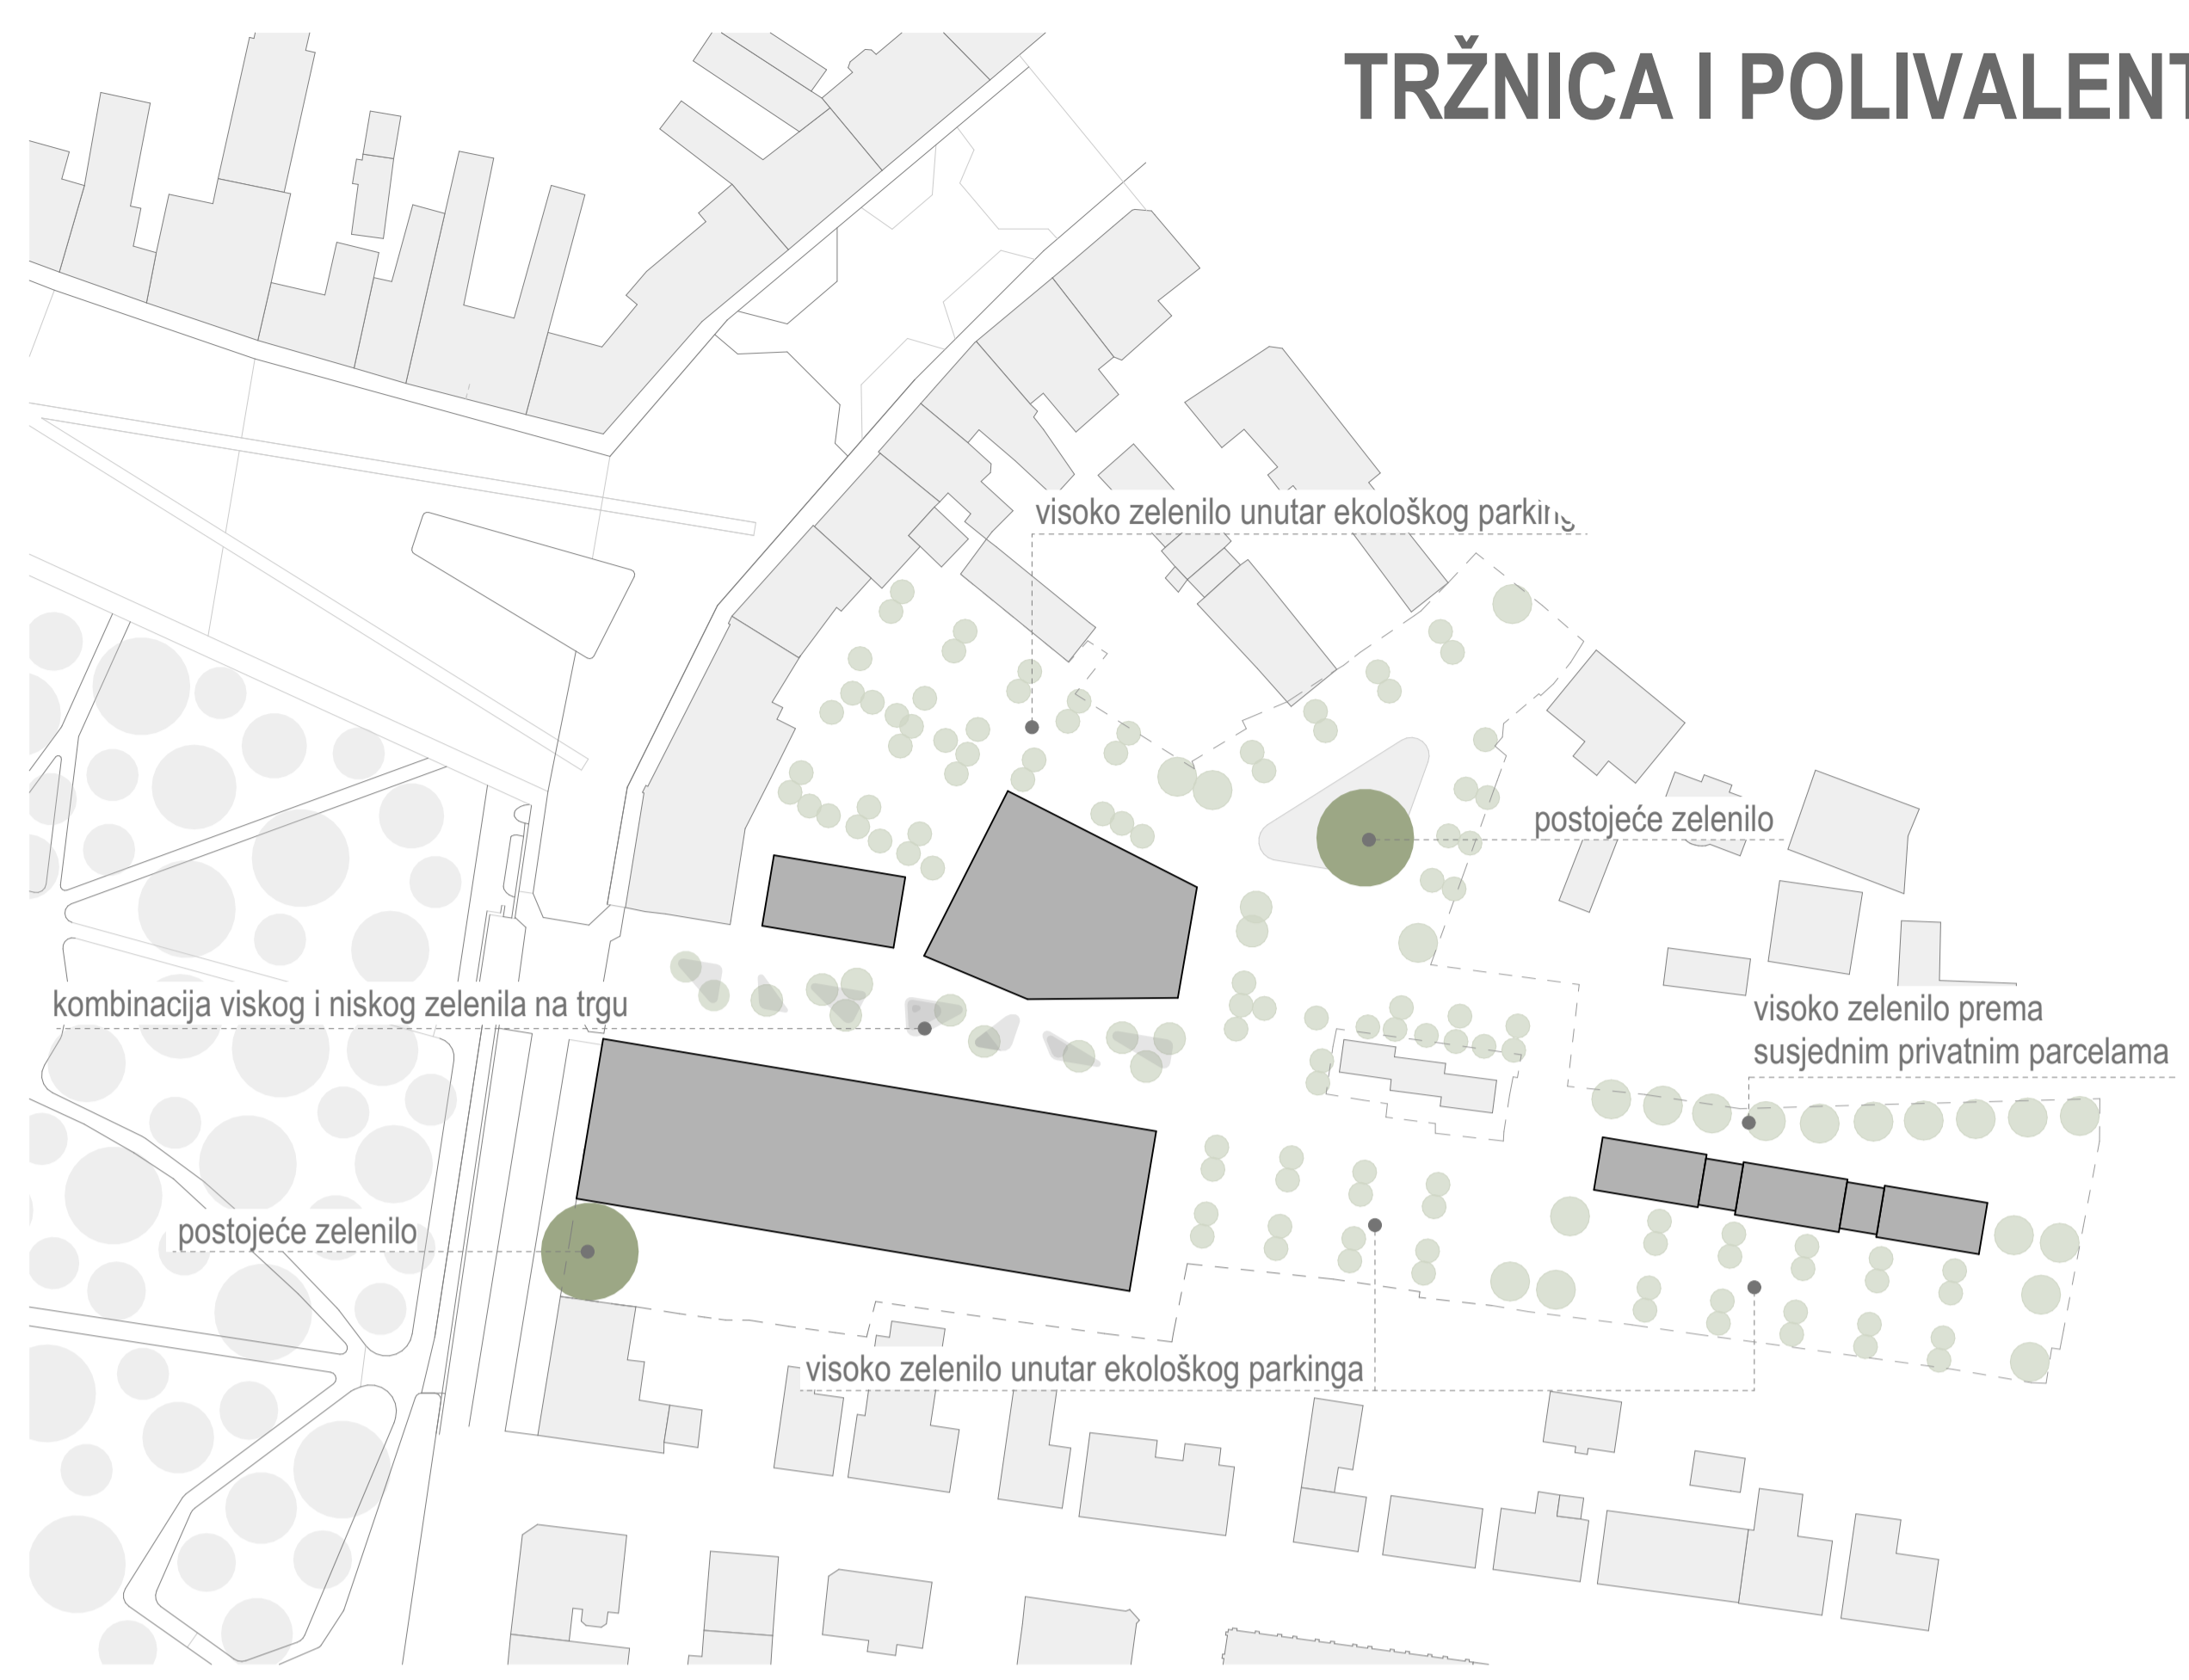 TRŽNICA I POLIVALENT
visoko zelenilo unutar ekološkog parking
postojeće zelenilo
kombinacija viskog i niskog zelenila na trgu
visoko zelenilo prema
susjednim privatnim parcelama
postojeće zelenilo
visoko zelenilo unutar ekološkog parkinga